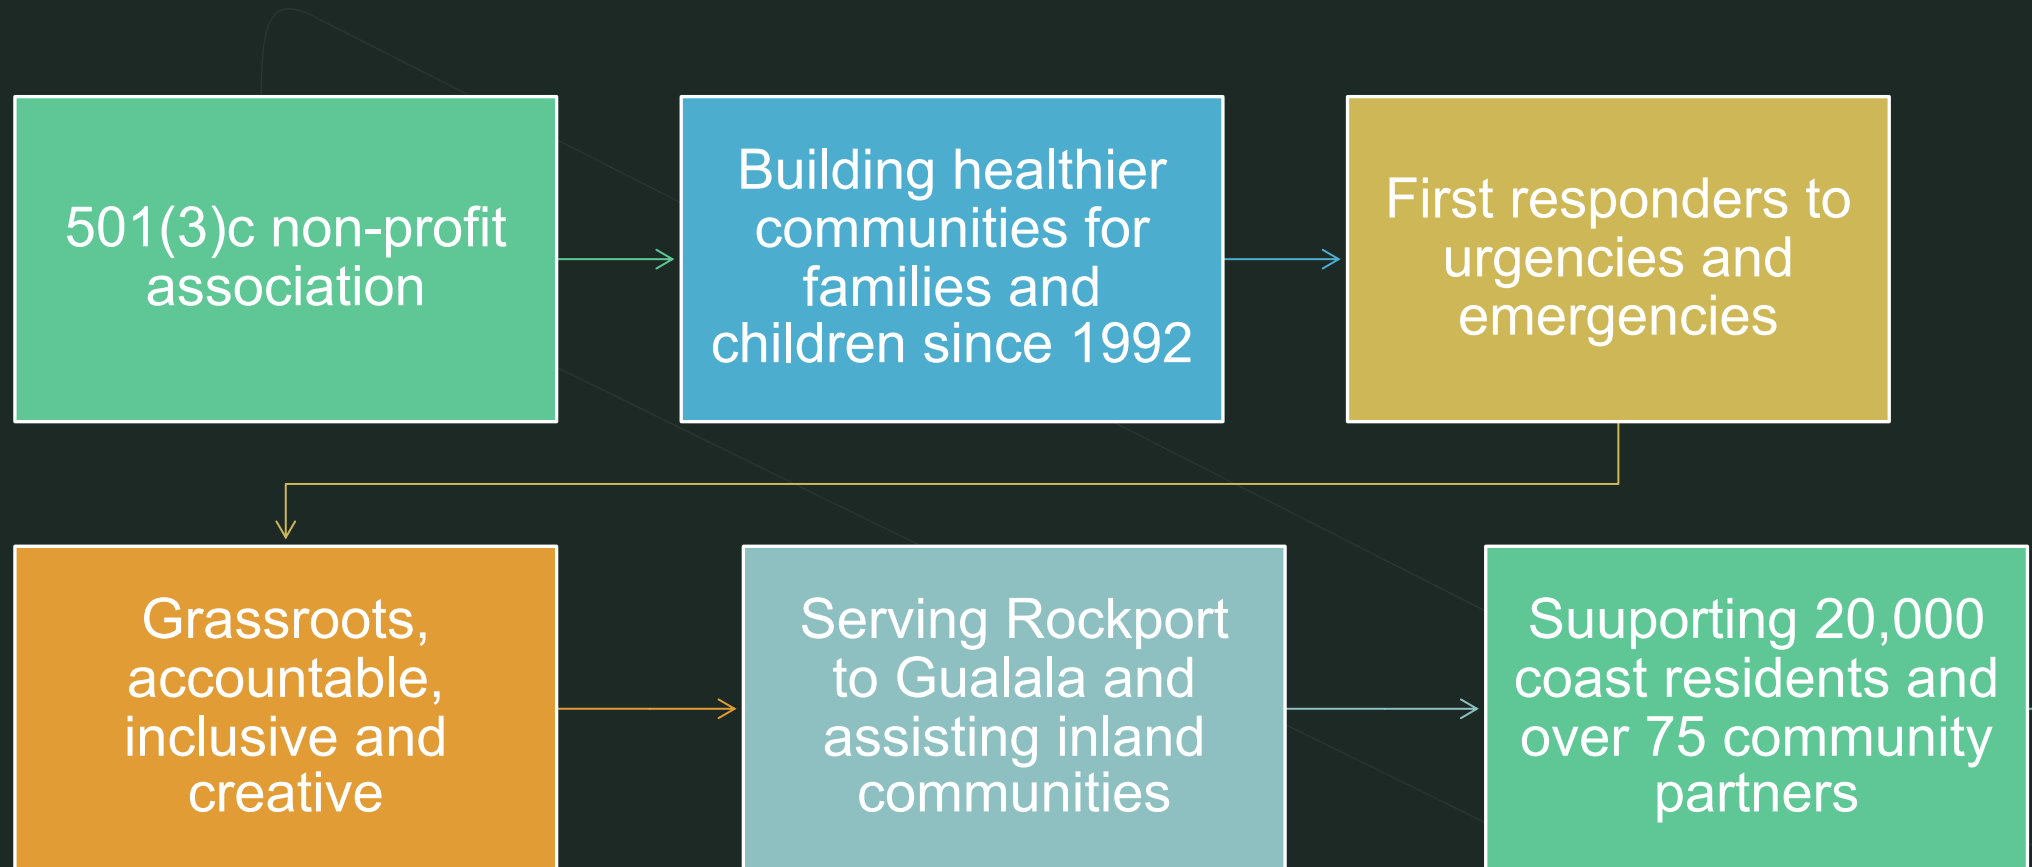 501(3)c non-profit
association
Building healthier
communities for
families and
children since 1992
First responders to
urgencies and
emergencies
Grassroots,
accountable,
inclusive and
creative
Serving Rockport
to Gualala and
assisting inland
communities
Suuporting 20,000
coast residents and
over 75 community
partners